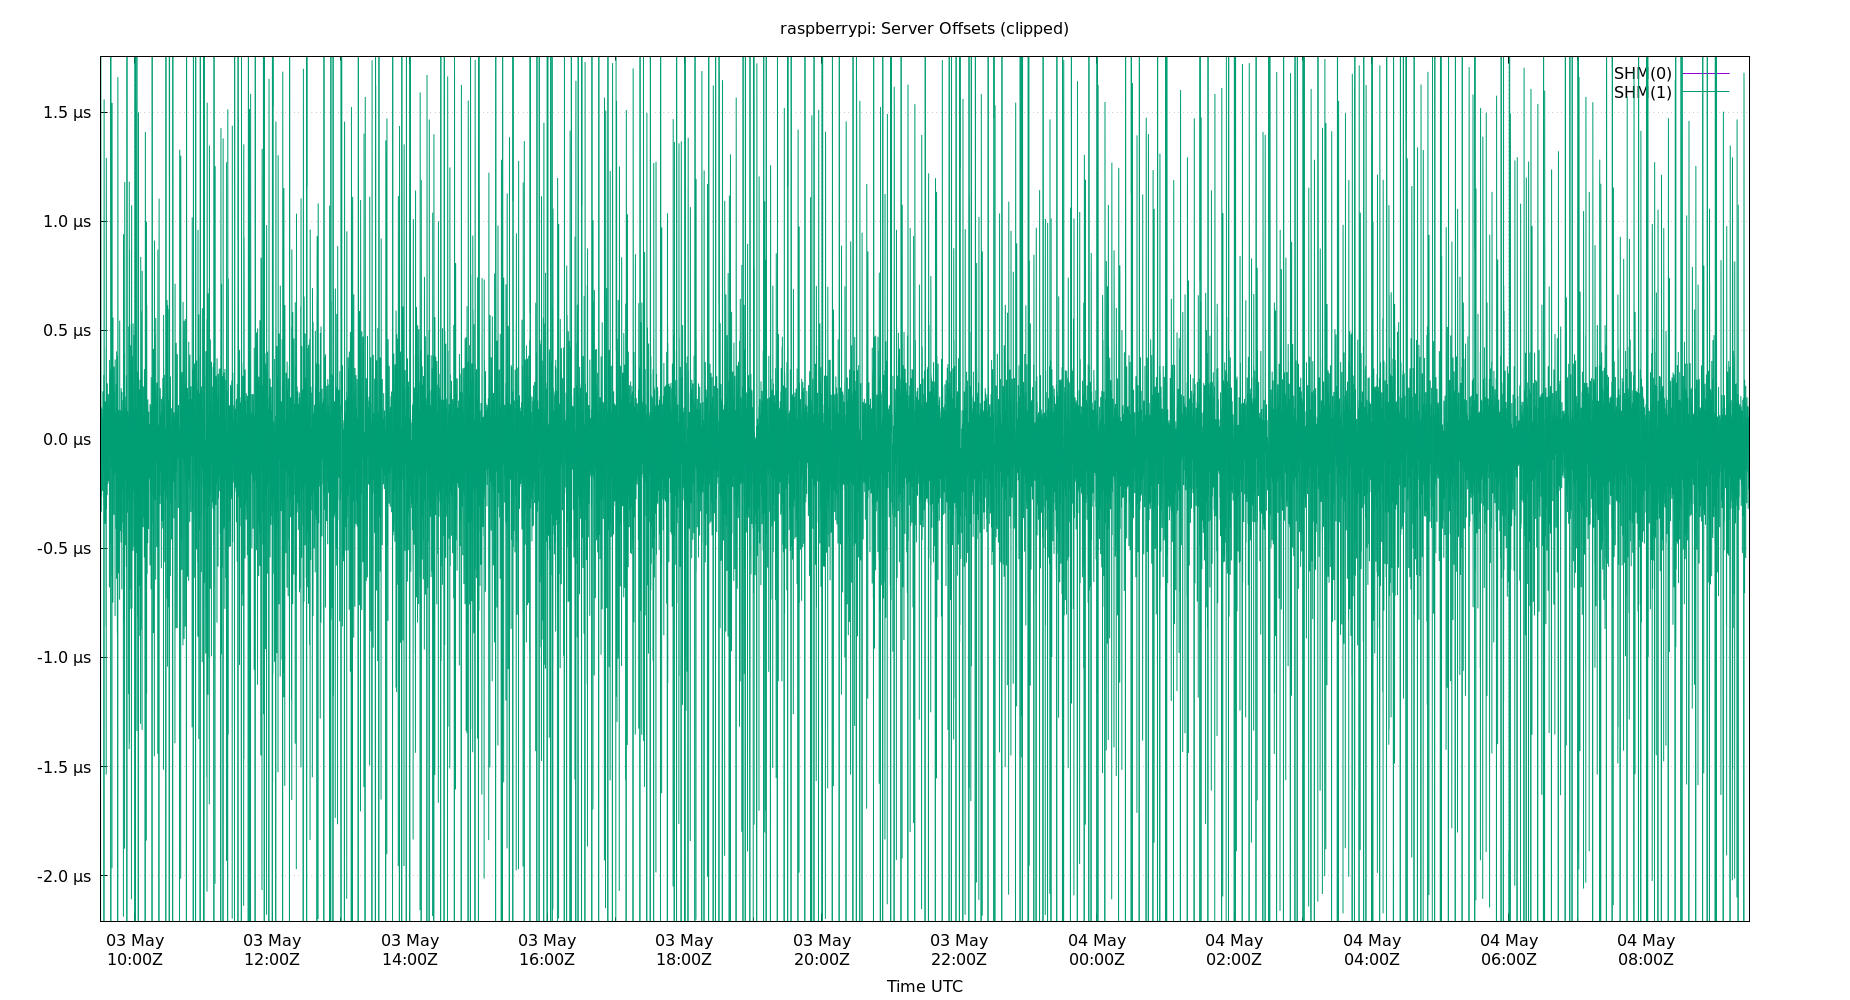 raspberrypi: Server Offsets (clipped)
SHM(0)
SHM(1)
1.5 µs
1.0 µs
0.5 µs
0.0 µs
-0.5 µs
-1.0 µs
-1.5 µs
-2.0 µs
03 May 03 May 03 May 03 May 03 May 03 May 03 May 04 May 04 May 04 May 04 May 04 May
10:00Z 12:00Z 14:00Z 16:00Z 18:00Z 20:00Z 22:00Z 00:00Z 02:00Z 04:00Z 06:00Z 08:00Z
Time UTC